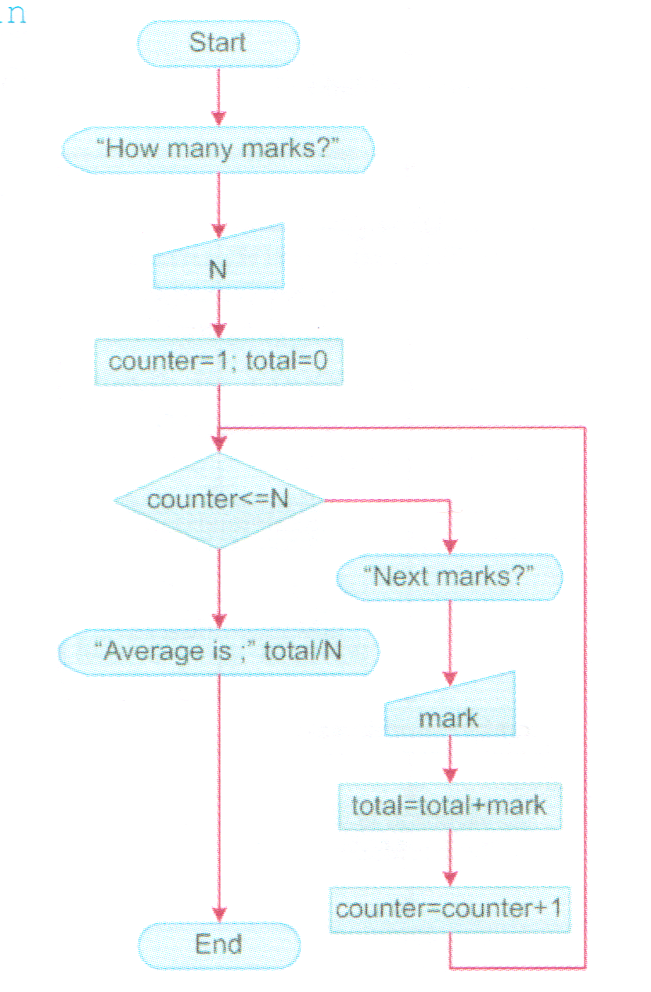 in
Start
“How many marks?”
N
counter=1; total=0
counter<=N
“Next marks?”
“Average is ;” total/N
mark
total=total+mark
counter=counter+1
End